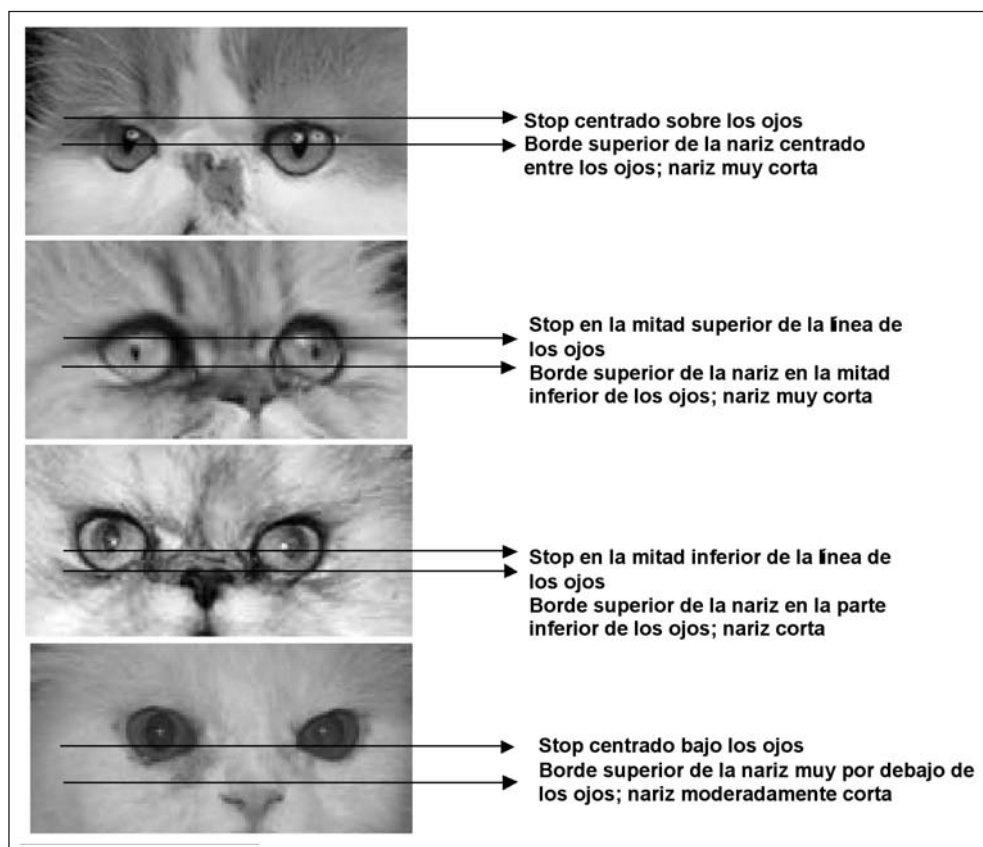 Stop centrado sobre los ojos
Borde superior de la nariz centrado
entre los ojos; nariz muy corta
Stop en la mitad superior de la línea de
los ojos
Borde superior de la nariz en la mitad
inferior de los ojos; nariz muy corta
Stop en la mitad inferior de la línea de
los ojos
Borde superior de la nariz en la parte
inferior de los ojos; nariz corta
Stop centrado bajo los ojos
Borde superior de la nariz muy por debajo de
los ojos; nariz moderadamente corta